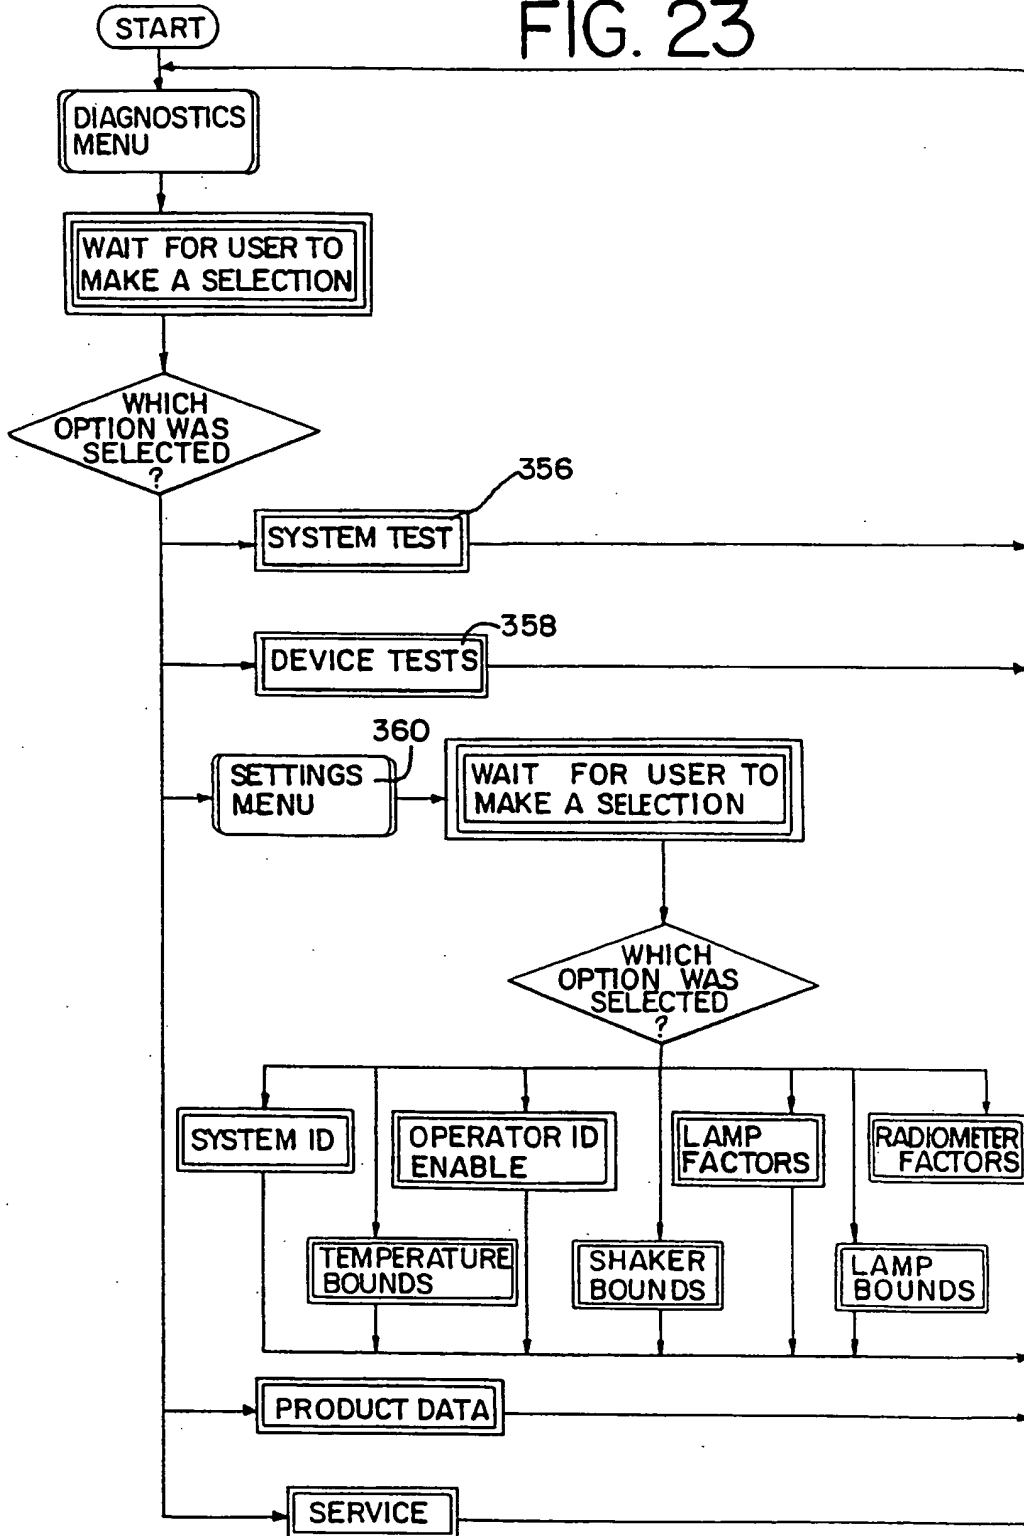 FIG. 23
START
DIAGNOSTICS
MENU
WAIT FOR USER TO
MAKE A SELECTION
WHICH
OPTION WAS
SELECTED
?
356
SYSTEM TEST
358
DEVICE TESTS
360
SETTINGS
MENU
WAIT FOR USER TO
MAKE A SELECTION
WHICH
OPTION WAS
SELECTED
?
SYSTEM ID
OPERATOR ID
ENABLE
LAMP
FACTORS
RADIOMETER
FACTORS
TEMPERATURE
BOUNDS
SHAKER
BOUNDS
LAMP
BOUNDS
PRODUCT DATA
SERVICE